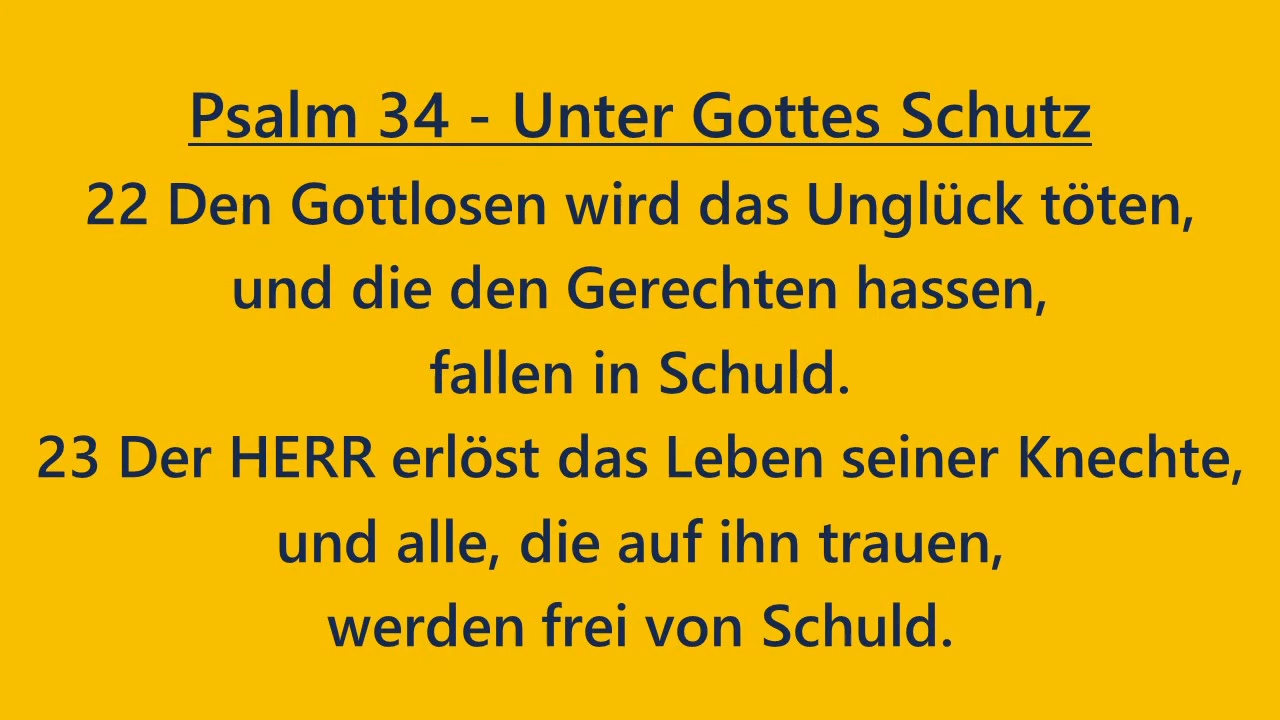 Psalm 34 - Unter Gottes Schutz
22 Den Gottlosen wird das Unglück töten,
und die den Gerechten hassen,
fallen in Schuld.
23 Der HERR erlöst das Leben seiner Knechte,
und alle, die auf ihn trauen,
werden frei von Schuld.